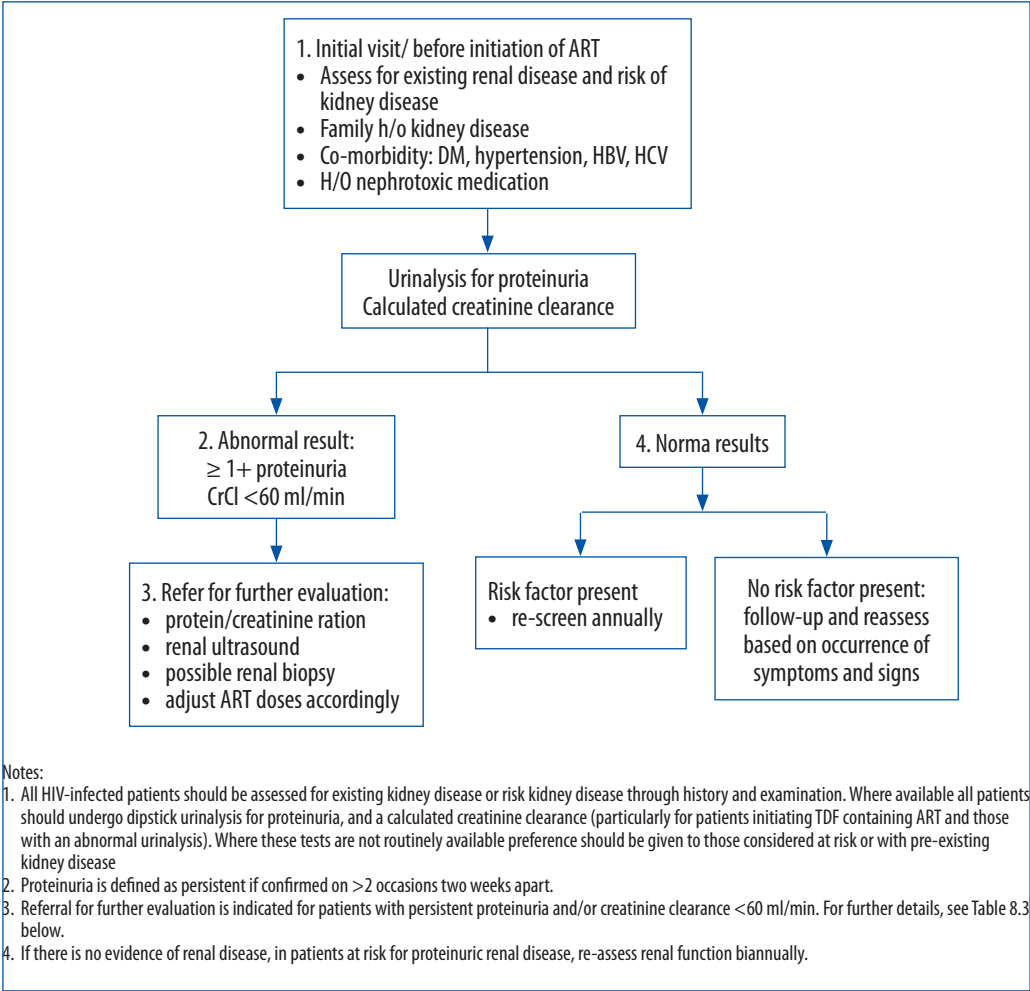 1. Initial visit/ before initiation of ART
• Assess for existing renal disease and risk of
kidney disease
• Family h/o kidney disease
• Co-morbidity: DM, hypertension, HBV, HCV
• H/O nephrotoxic medication
Urinalysis for proteinuria
Calculated creatinine clearance
2. Abnormal result:
≥ 1+ proteinuria
CrCl <60 ml/min
3. Refer for further evaluation:
• protein/creatinine ration
• renal ultrasound
• possible renal biopsy
• adjust ART doses accordingly
4. Norma results
Risk factor present
• re-screen annually
No risk factor present:
follow-up and reassess
based on occurrence of
symptoms and signs
Notes:
1. All HIV-infected patients should be assessed for existing kidney disease or risk kidney disease through history and examination. Where available all patients
should undergo dipstick urinalysis for proteinuria, and a calculated creatinine clearance (particularly for patients initiating TDF containing ART and those
with an abnormal urinalysis). Where these tests are not routinely available preference should be given to those considered at risk or with pre-existing
kidney disease
2. Proteinuria is defined as persistent if confirmed on >2 occasions two weeks apart.
3. Referral for further evaluation is indicated for patients with persistent proteinuria and/or creatinine clearance <60 ml/min. For further details, see Table 8.3
below.
4. If there is no evidence of renal disease, in patients at risk for proteinuric renal disease, re-assess renal function biannually.